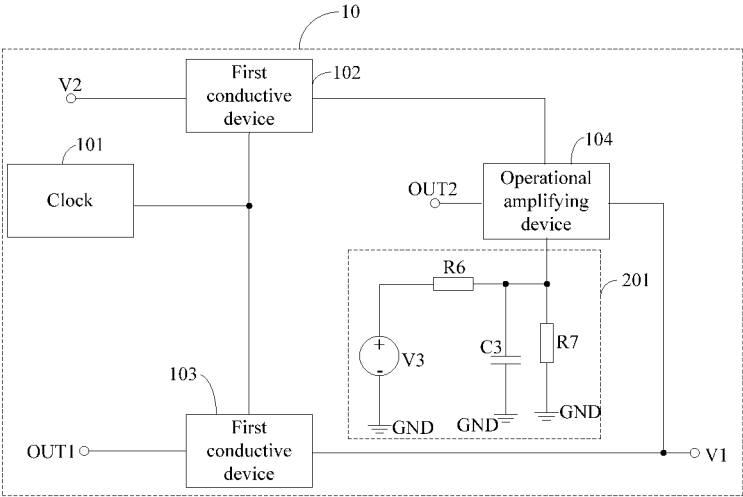 10
V2
First
conductive
device
102
101
Clock
104
OUT2
Operational
amplifying
device
R6
201
+
-
V3
C3
R7
GND
GND
GND
103
OUT1
First
conductive
device
V1